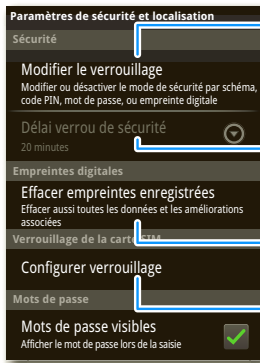 Paramètres de sécurité et localisation
Sécurité
Modifier le verrouillage
Modifier ou désactiver le mode de sécurité par schéma,
code PIN, mot de passe, ou empreinte digitale
Délai verrou de sécurité
20 minutes
Empreintes digitales
Effacer empreintes enregistrées
Effacer aussi toutes les données et les améliorations
associées
Verrouillage de la carte SIM
Configurer verrouillage
Mots de passe
Mots de passe visibles
Afficher le mot de passe lors de la saisie